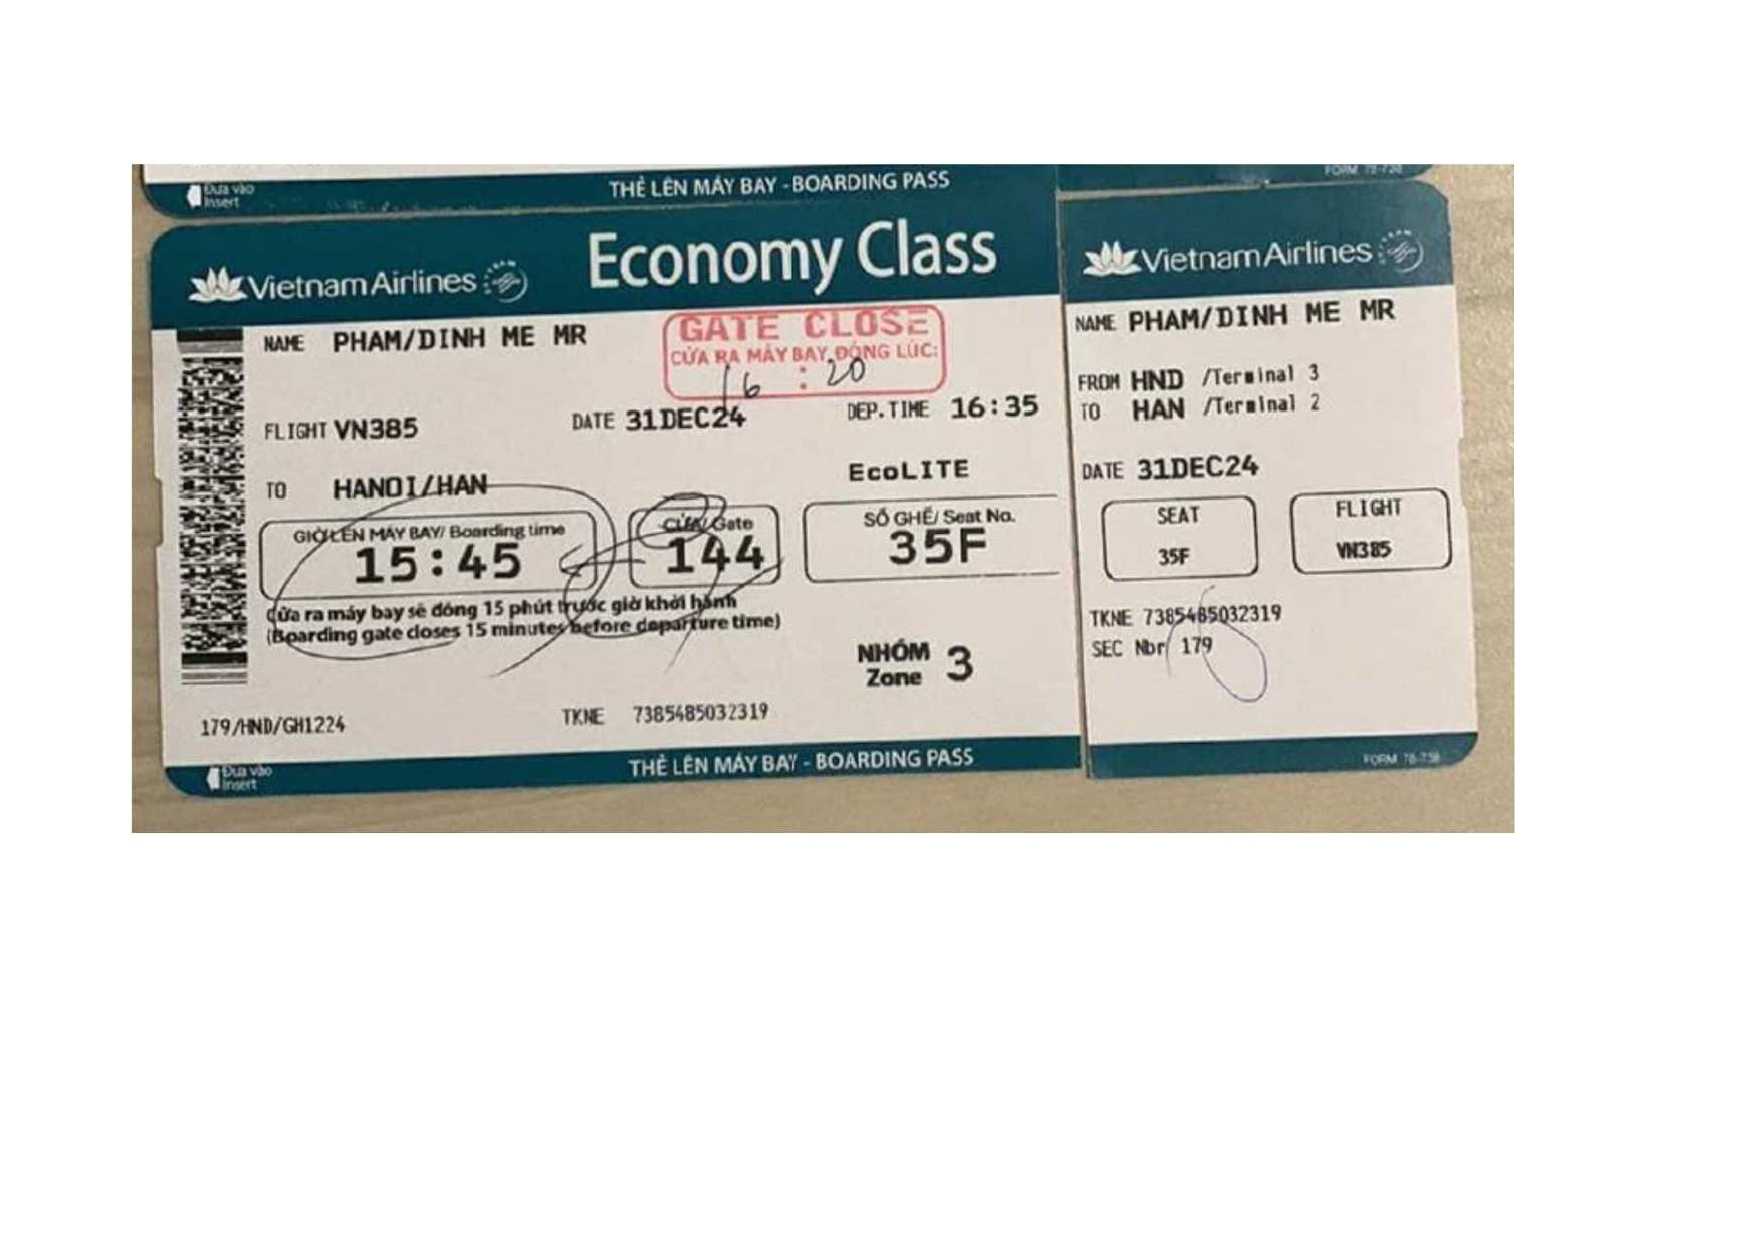 FORM 78-738
Đưa vào
Insert
THẺ LÊN MÁY BAY - BOARDING PASS
Vietnam Airlines
Economy Class
NAME PHAM/DINH ME MR
GATE CLOSE
CỬA RA MÁY BAY ĐÓNG LÚC:
16 : 20
FLIGHT VN385
DATE 31DEC24
DEP.TIME 16:35
TO HANOI/HAN
EcoLITE
GIỜ LÊN MÁY BAY/ Boarding time
15:45
CỬA/ Gate
144
SỐ GHẾ/ Seat No.
35F
Cửa ra máy bay sẽ đóng 15 phút trước giờ khởi hành
(Boarding gate closes 15 minutes before departure time)
NHÓM
Zone 3
179/HND/GH1224
TKNE 7385485032319
Đưa vào
Insert
THẺ LÊN MÁY BAY - BOARDING PASS
Vietnam Airlines
NAME PHAM/DINH ME MR
FROM HND /Terminal 3
TO HAN /Terminal 2
DATE 31DEC24
SEAT
35F
FLIGHT
VN385
TKNE 7385485032319
SEC Nbr 179
FORM 78-738